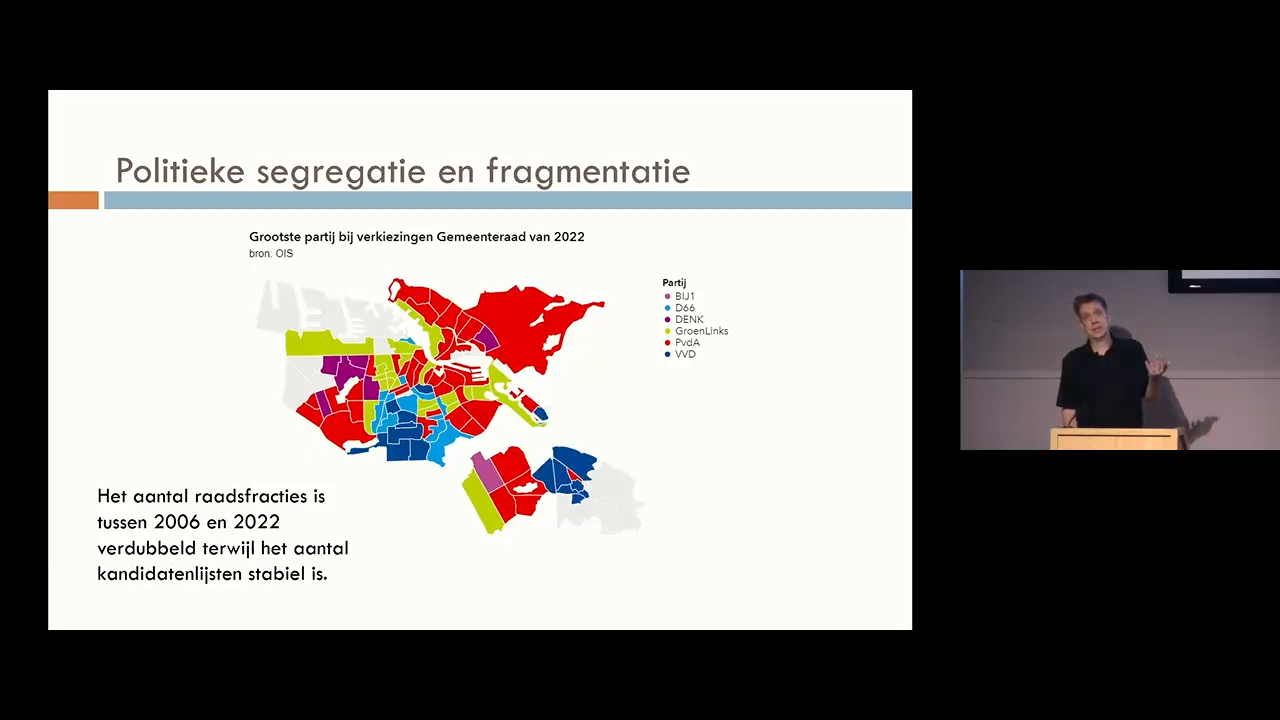 Politieke segregatie en fragmentatie
Grootste partij bij verkiezingen Gemeenteraad van 2022
bron: OIS
Partij
BIJ1
D66
DENK
GroenLinks
PvdA
VVD
Het aantal raadsfracties is
tussen 2006 en 2022
verdubbeld terwijl het aantal
kandidatenlijsten stabiel is.